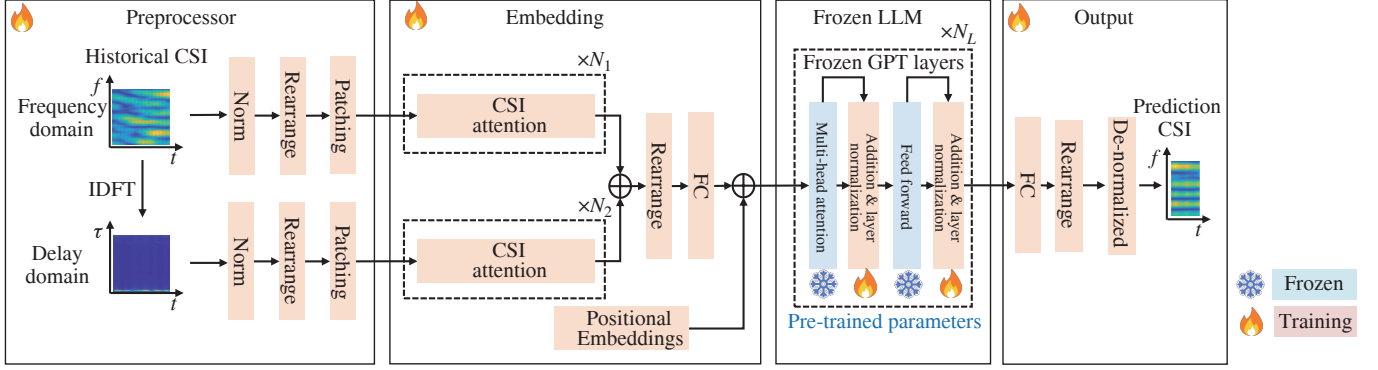 Preprocessor
Historical CSI
f
Frequency
domain
t
IDFT
τ
Delay
domain
t
Norm
Rearrange
Patching
Norm
Rearrange
Patching
Embedding
×N1
CSI
attention
×N2
CSI
attention
Rearrange
FC
Positional
Embeddings
Frozen LLM
×NL
Frozen GPT layers
Multi-head
attention
Addition & layer
normalization
Feed forward
Addition & layer
normalization
Pre-trained parameters
Output
FC
Rearrange
De-normalized
Prediction
CSI
f
t
Frozen
Training